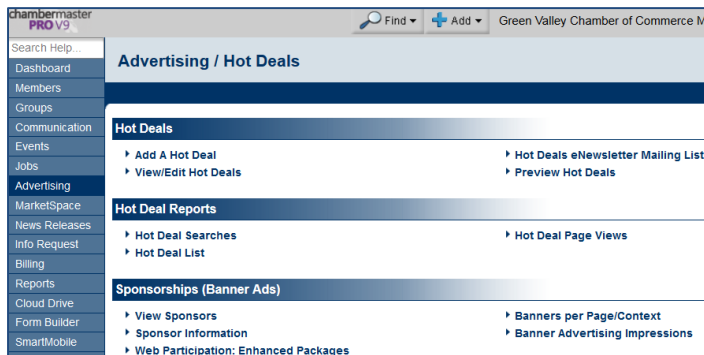 chambermaster
PRO V9
Find
Add
Green Valley Chamber of Commerce M
Search Help...
Advertising / Hot Deals
Dashboard
Members
Groups
Communication
Events
Jobs
Advertising
MarketSpace
News Releases
Info Request
Billing
Reports
Cloud Drive
Form Builder
SmartMobile
Hot Deals
Add A Hot Deal
Hot Deals eNewsletter Mailing List
View/Edit Hot Deals
Preview Hot Deals
Hot Deal Reports
Hot Deal Searches
Hot Deal Page Views
Hot Deal List
Sponsorships (Banner Ads)
View Sponsors
Banners per Page/Context
Sponsor Information
Banner Advertising Impressions
Web Participation: Enhanced Packages